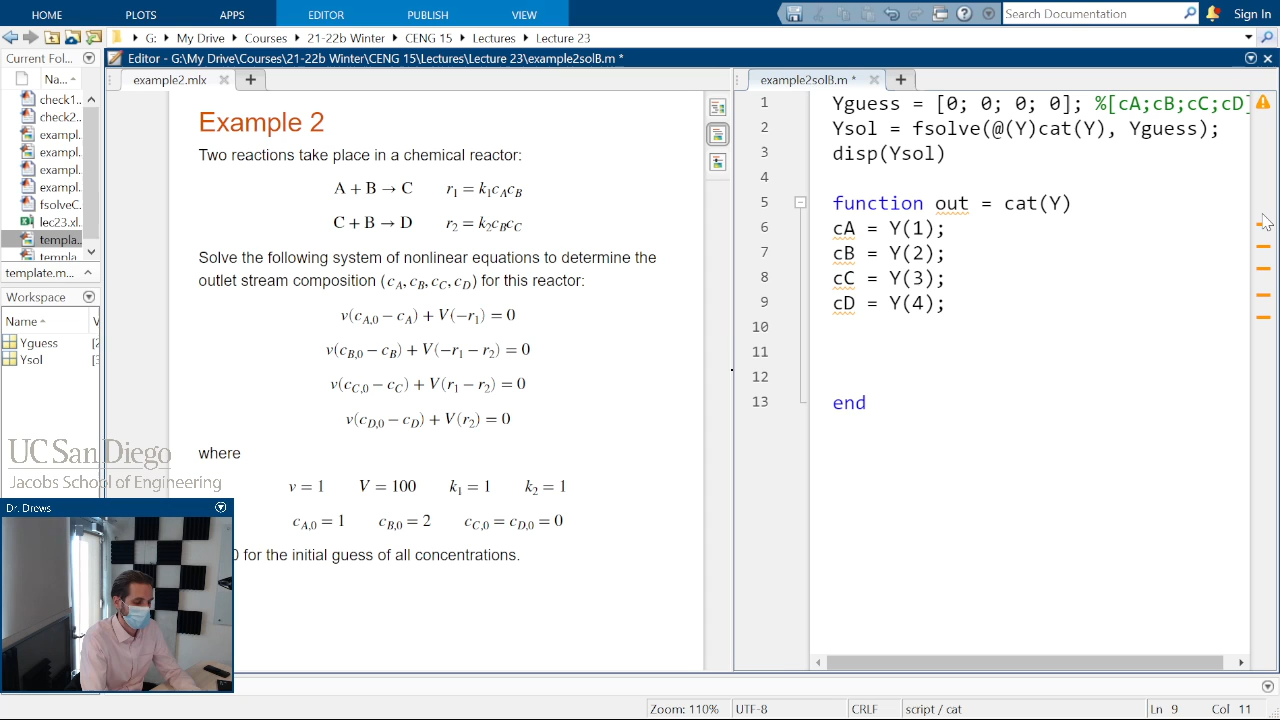 HOME PLOTS APPS EDITOR PUBLISH VIEW Search Documentation Sign In
G: My Drive Courses 21-22b Winter CENG 15 Lectures Lecture 23
Current Fol...
Na...
check1...
check2...
exampl...
exampl...
exampl...
exampl...
fsolveC...
lec23.xl...
templa...
templa...
template.m...
Workspace
Name V
Yguess [2
Ysol [3
Editor - G:\My Drive\Courses\21-22b Winter\CENG 15\Lectures\Lecture 23\example2solB.m *
example2.mlx
Example 2
Two reactions take place in a chemical reactor:
A + B → C r₁ = k₁c_Ac_B
C + B → D r₂ = k₂c_Bc_C
Solve the following system of nonlinear equations to determine the
outlet stream composition (c_A, c_B, c_C, c_D) for this reactor:
v(c_A,0 − c_A) + V(−r₁) = 0
v(c_B,0 − c_B) + V(−r₁ − r₂) = 0
v(c_C,0 − c_C) + V(r₁ − r₂) = 0
v(c_D,0 − c_D) + V(r₂) = 0
where
v = 1 V = 100 k₁ = 1 k₂ = 1
c_A,0 = 1 c_B,0 = 2 c_C,0 = c_D,0 = 0
0 for the initial guess of all concentrations.
example2solB.m *
1 Yguess = [0; 0; 0; 0]; %[cA;cB;cC;cD]
2 Ysol = fsolve(@(Y)cat(Y), Yguess);
3 disp(Ysol)
4
5 function out = cat(Y)
6 cA = Y(1);
7 cB = Y(2);
8 cC = Y(3);
9 cD = Y(4);
10
11
12
13 end
UC San Diego
Jacobs School of Engineering
Dr. Drews
Zoom: 110% UTF-8 CRLF script / cat Ln 9 Col 11